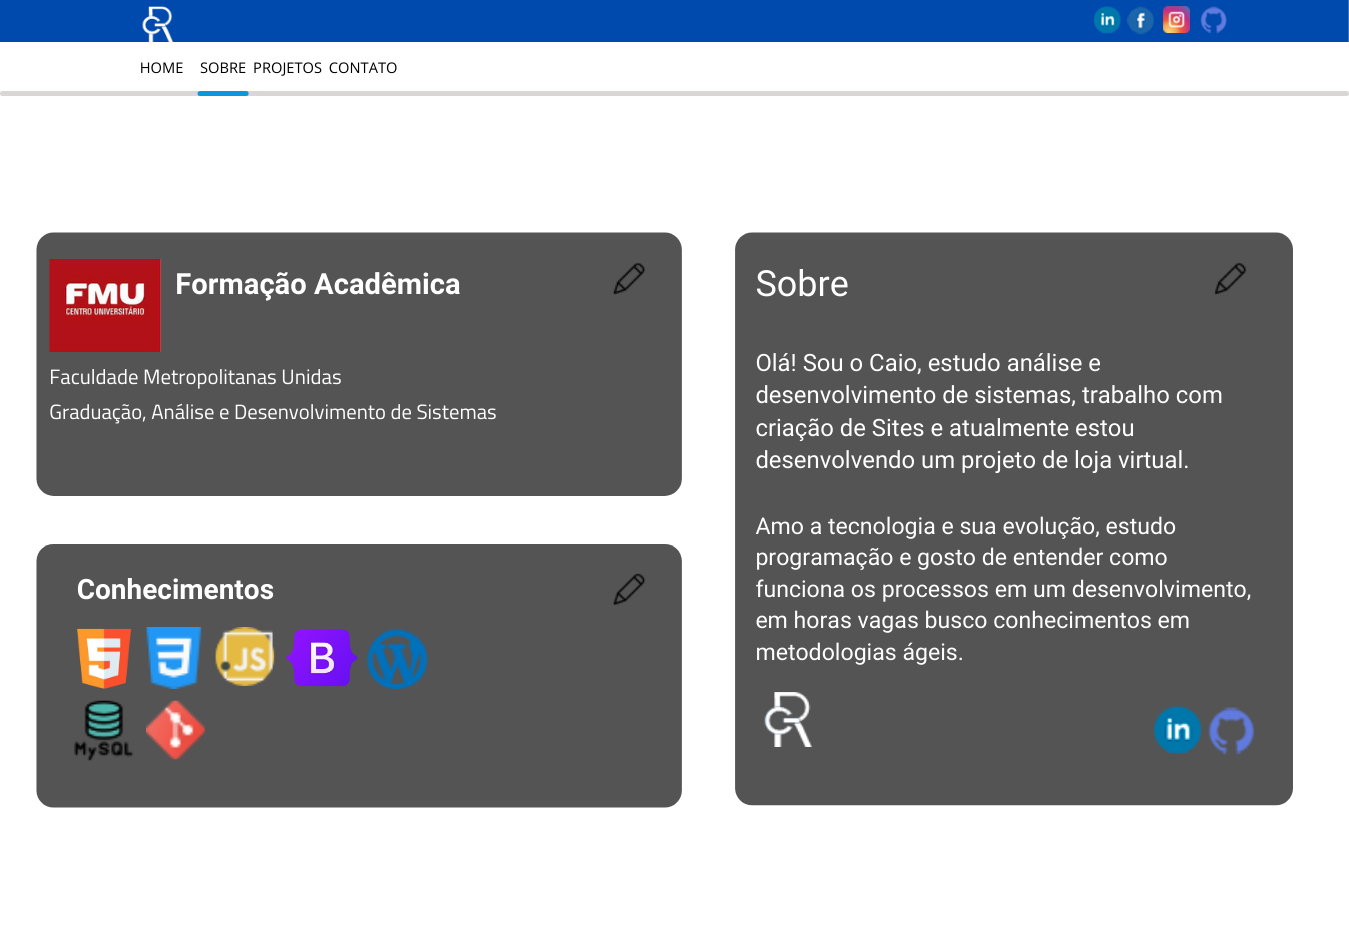 HOME SOBRE PROJETOS CONTATO
FMU
CENTRO UNIVERSITÁRIO
Formação Acadêmica
Faculdade Metropolitanas Unidas
Graduação, Análise e Desenvolvimento de Sistemas
Conhecimentos
5 3 JS B W
MySQL
Sobre
Olá! Sou o Caio, estudo análise e
desenvolvimento de sistemas, trabalho com
criação de Sites e atualmente estou
desenvolvendo um projeto de loja virtual.
Amo a tecnologia e sua evolução, estudo
programação e gosto de entender como
funciona os processos em um desenvolvimento,
em horas vagas busco conhecimentos em
metodologias ágeis.
in